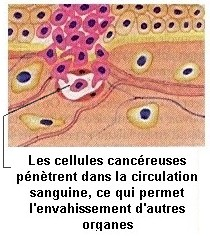 Les cellules cancéreuses
pénètrent dans la circulation
sanguine, ce qui permet
l'envahissement d'autres
organes